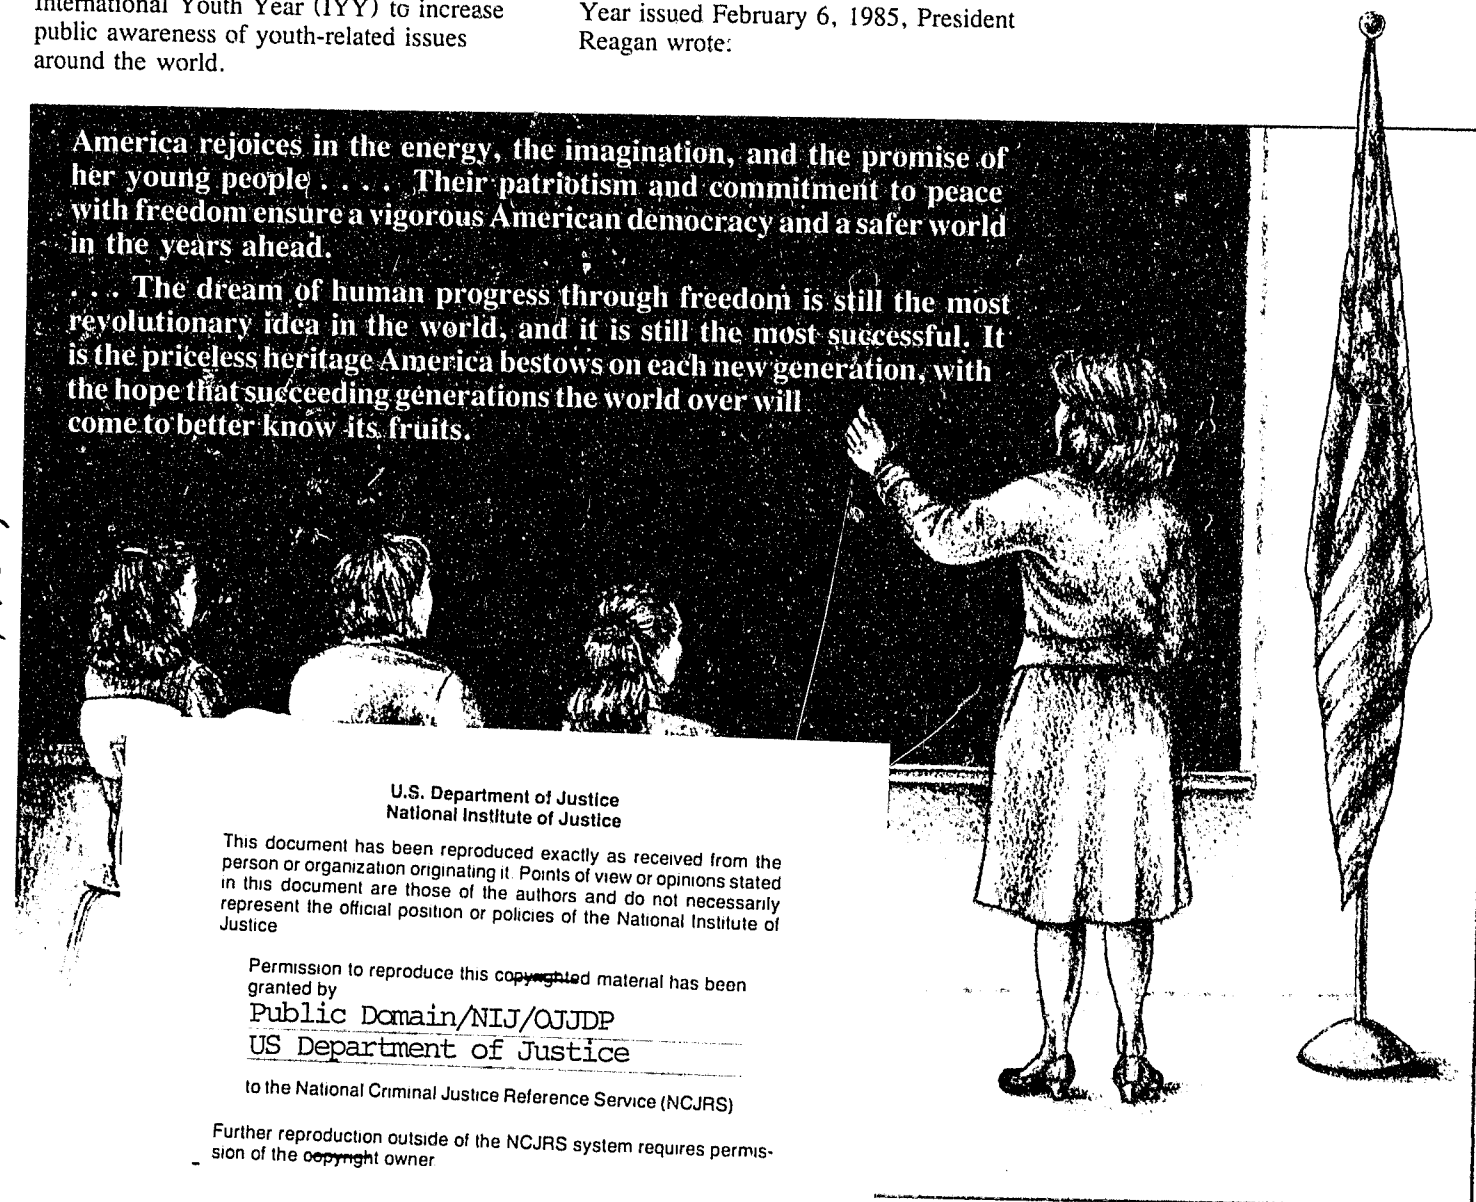 International Youth Year (IYY) to increase
public awareness of youth-related issues
around the world.
Year issued February 6, 1985, President
Reagan wrote:
America rejoices in the energy, the imagination, and the promise of
her young people . . . . Their patriotism and commitment to peace
with freedom ensure a vigorous American democracy and a safer world
in the years ahead.
. . . The dream of human progress through freedom is still the most
revolutionary idea in the world, and it is still the most successful. It
is the priceless heritage America bestows on each new generation, with
the hope that succeeding generations the world over will
come to better know its fruits.
U.S. Department of Justice
National Institute of Justice
This document has been reproduced exactly as received from the
person or organization originating it. Points of view or opinions stated
in this document are those of the authors and do not necessarily
represent the official position or policies of the National Institute of
Justice
Permission to reproduce this copyrighted material has been
granted by
Public Domain/NIJ/OJJDP
US Department of Justice
to the National Criminal Justice Reference Service (NCJRS)
Further reproduction outside of the NCJRS system requires permis-
sion of the copyright owner